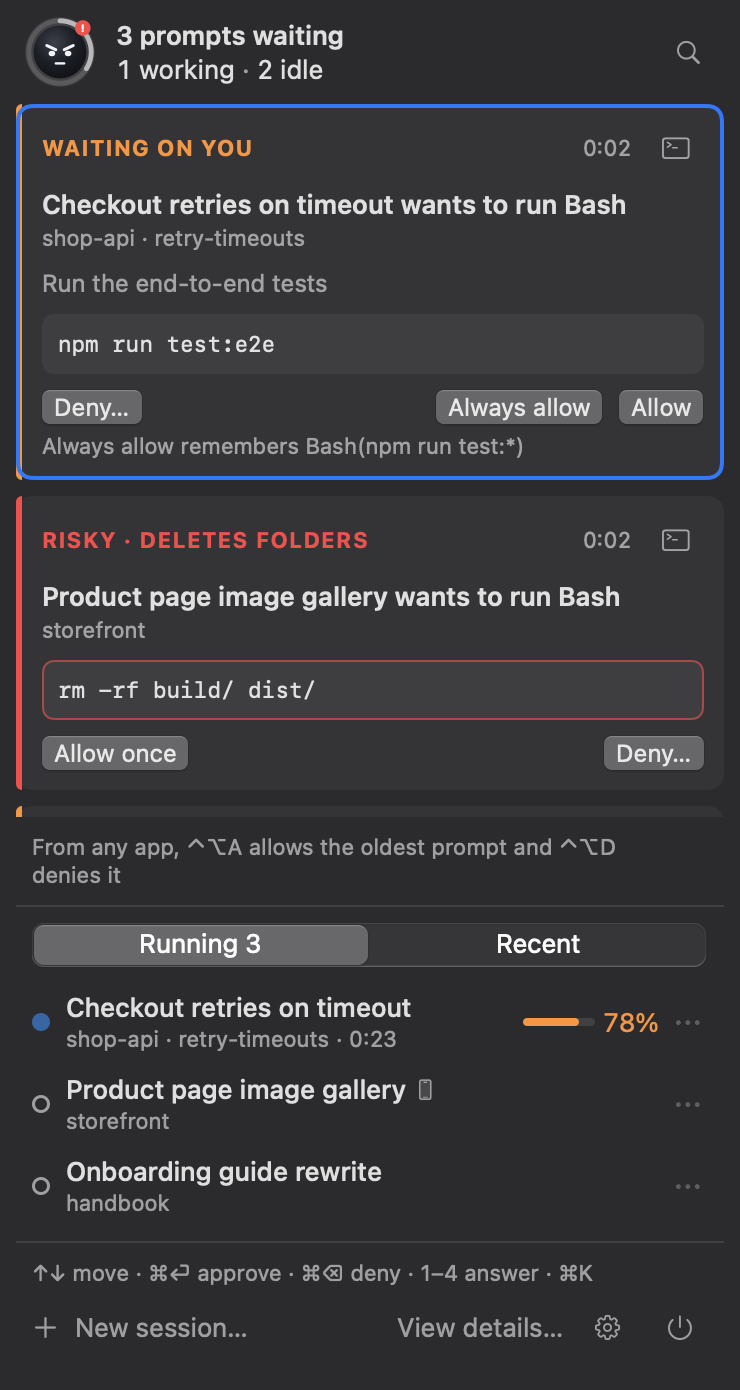 3 prompts waiting
1 working · 2 idle
WAITING ON YOU
0:02
Checkout retries on timeout wants to run Bash
shop-api · retry-timeouts
Run the end-to-end tests
npm run test:e2e
Deny...
Always allow
Allow
Always allow remembers Bash(npm run test:*)
RISKY · DELETES FOLDERS
0:02
Product page image gallery wants to run Bash
storefront
rm -rf build/ dist/
Allow once
Deny...
From any app, ⌃⌥A allows the oldest prompt and ⌃⌥D
denies it
Running 3
Recent
Checkout retries on timeout
shop-api · retry-timeouts · 0:23
78%
Product page image gallery
storefront
Onboarding guide rewrite
handbook
↑↓ move · ⌘↩ approve · ⌘⌫ deny · 1–4 answer · ⌘K
New session...
View details...